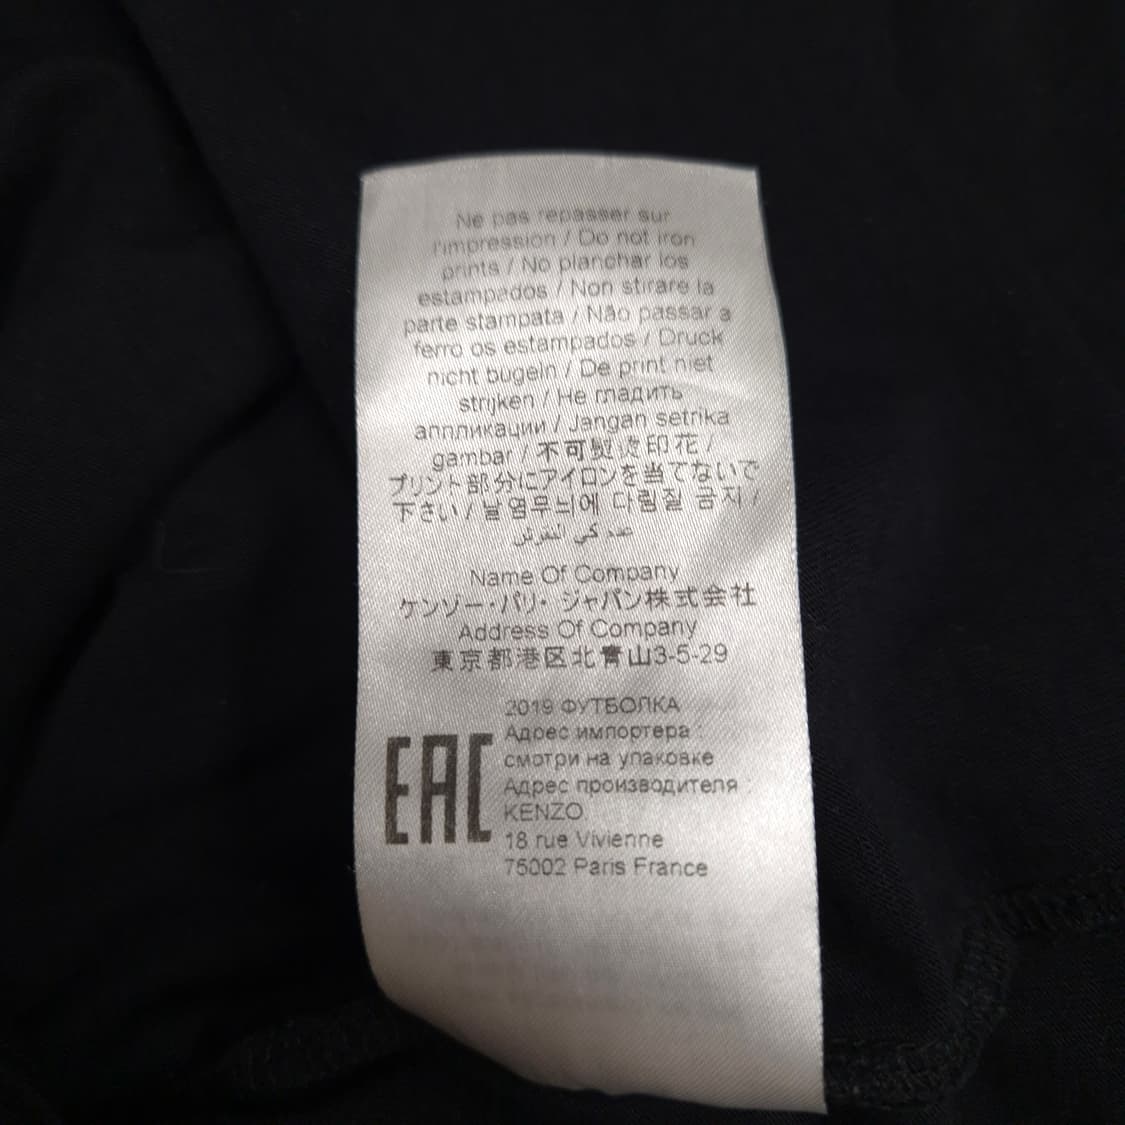 Ne pas repasser sur
l'impression / Do not iron
prints / No planchar los
estampados / Non stirare la
parte stampata / Não passar a
ferro os estampados / Druck
nicht bugeln / De print niet
strijken / Не гладить
аппликации / Jangan setrika
gambar / 不可熨烫印花 /
プリント部分にアイロンを当てないで
下さい / 날염무늬에 다림질 금지 /
Name Of Company
ケンゾー・パリ・ジャパン株式会社
Address Of Company
東京都港区北青山3-5-29
2019 ФУТБОЛКА
Адрес импортера :
смотри на упаковке
Адрес производителя :
KENZO
18 rue Vivienne
75002 Paris France
EAC